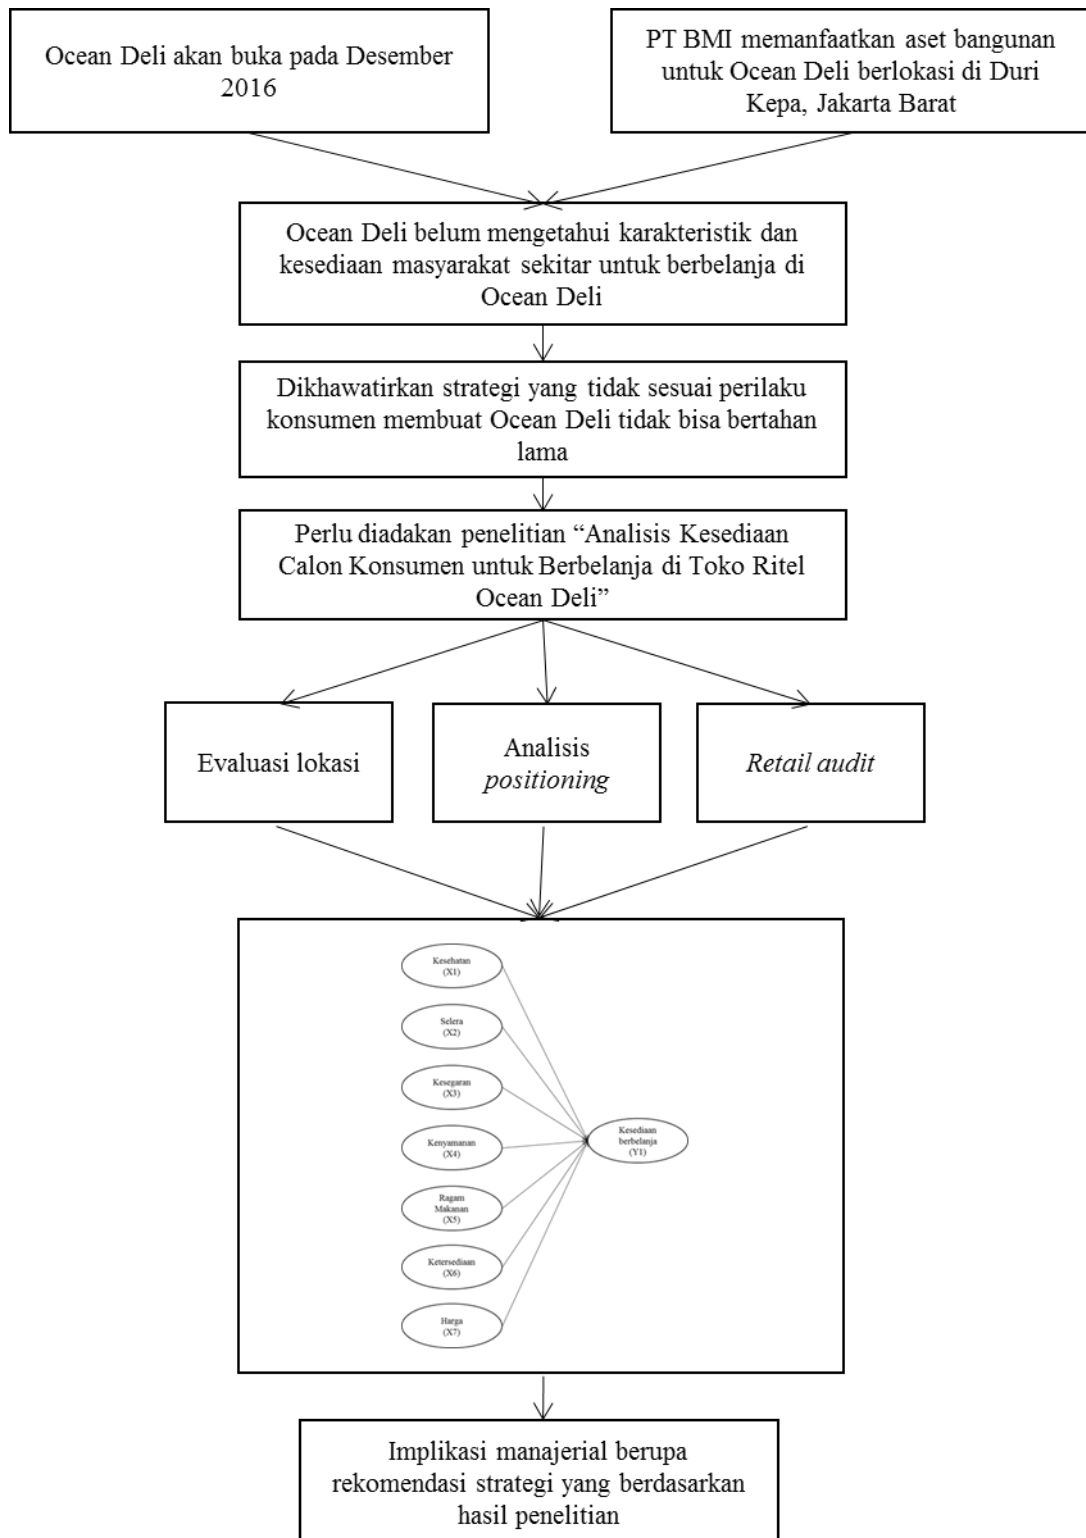 Ocean Deli akan buka pada Desember
2016
PT BMI memanfaatkan aset bangunan
untuk Ocean Deli berlokasi di Duri
Kepa, Jakarta Barat
Ocean Deli belum mengetahui karakteristik dan
kesediaan masyarakat sekitar untuk berbelanja di
Ocean Deli
Dikhawatirkan strategi yang tidak sesuai perilaku
konsumen membuat Ocean Deli tidak bisa bertahan
lama
Perlu diadakan penelitian “Analisis Kesediaan
Calon Konsumen untuk Berbelanja di Toko Ritel
Ocean Deli”
Evaluasi lokasi
Analisis
positioning
Retail audit
Kesehatan
(X1)
Selera
(X2)
Kesegaran
(X3)
Kenyamanan
(X4)
Ragam
Makanan
(X5)
Ketersediaan
(X6)
Harga
(X7)
Kesediaan
berbelanja
(Y1)
Implikasi manajerial berupa
rekomendasi strategi yang berdasarkan
hasil penelitian